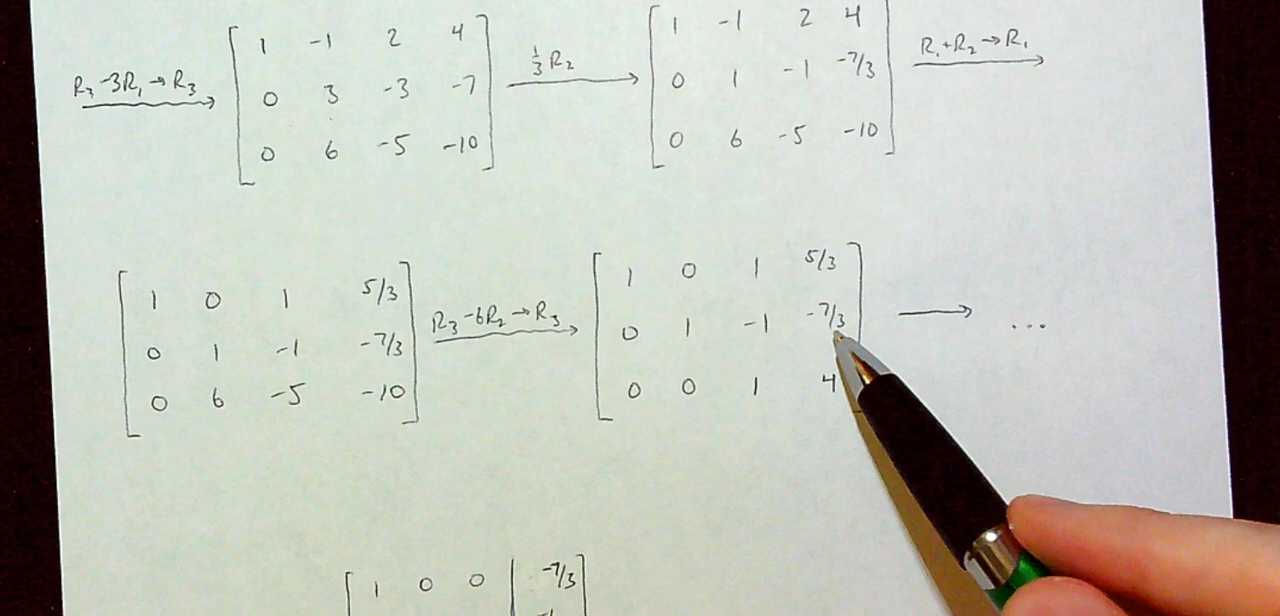 R₃ -3R₁ → R₃ [ 1 -1 2 4 ] ⅓R₂ [ 1 -1 2 4 ] R₁+R₂ → R₁
0 3 -3 -7 0 1 -1 -7/3
0 6 -5 -10 0 6 -5 -10
[ 1 0 1 5/3 ] R₃ -6R₂ → R₃ [ 1 0 1 5/3 ] → ...
0 1 -1 -7/3 0 1 -1 -7/3
0 6 -5 -10 0 0 1 4
[ 1 0 0 | -7/3 ]